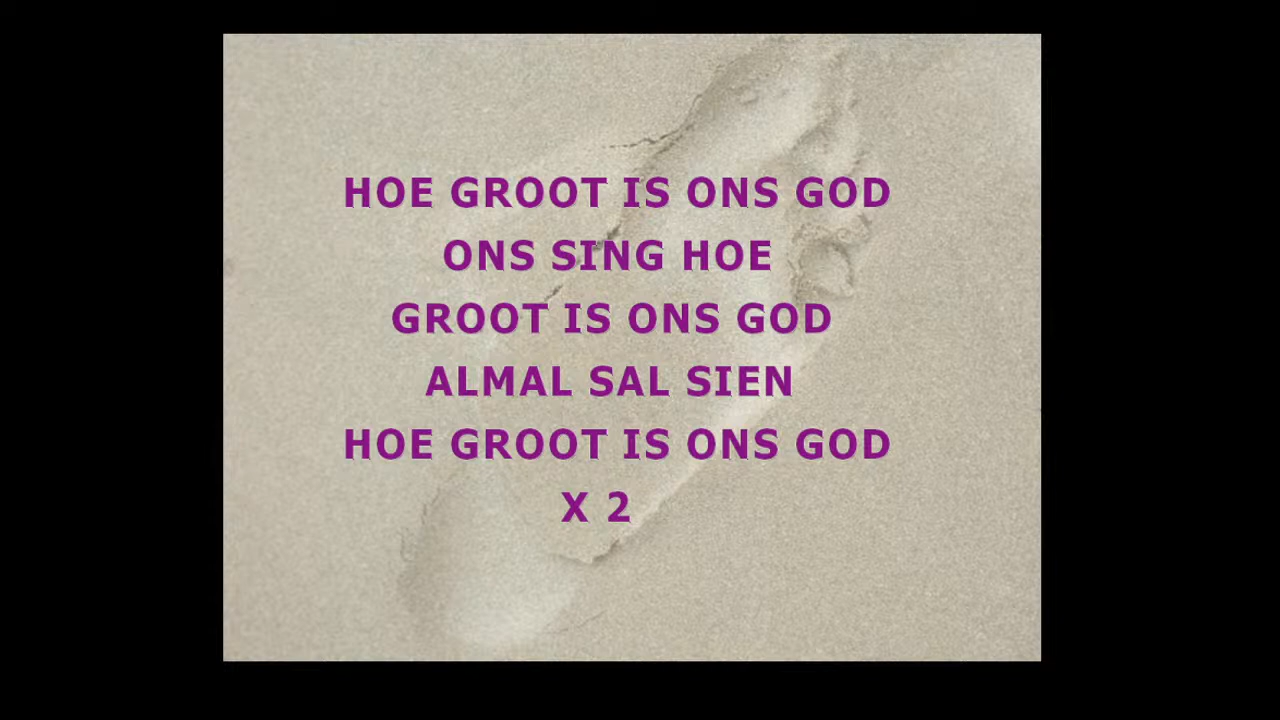 HOE GROOT IS ONS GOD
ONS SING HOE
GROOT IS ONS GOD
ALMAL SAL SIEN
HOE GROOT IS ONS GOD
X 2